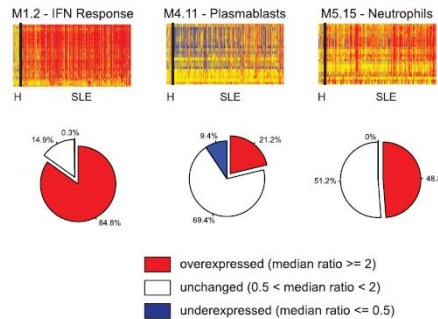 M1.2 - IFN Response M4.11 - Plasmablasts M5.15 - Neutrophils
H SLE H SLE H SLE
0.3%
14.9%
84.8%
9.4%
21.2%
69.4%
0%
51.2%
48.
overexpressed (median ratio >= 2)
unchanged (0.5 < median ratio < 2)
underexpressed (median ratio <= 0.5)